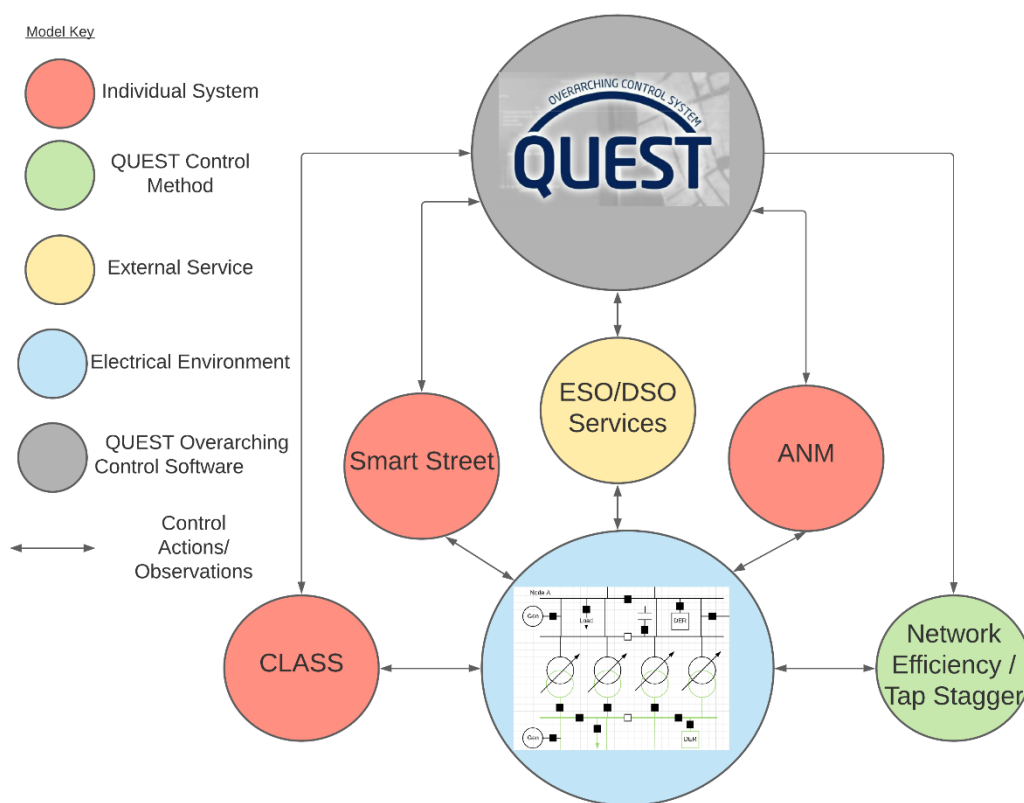 Model Key
Individual System
QUEST Control
Method
External Service
Electrical Environment
QUEST Overarching
Control Software
Control
Actions/
Observations
OVERARCHING CONTROL SYSTEM
QUEST
ESO/DSO
Services
Smart Street
ANM
CLASS
Network
Efficiency /
Tap Stagger
Node A
Gen
Load
DER
Gen
DER